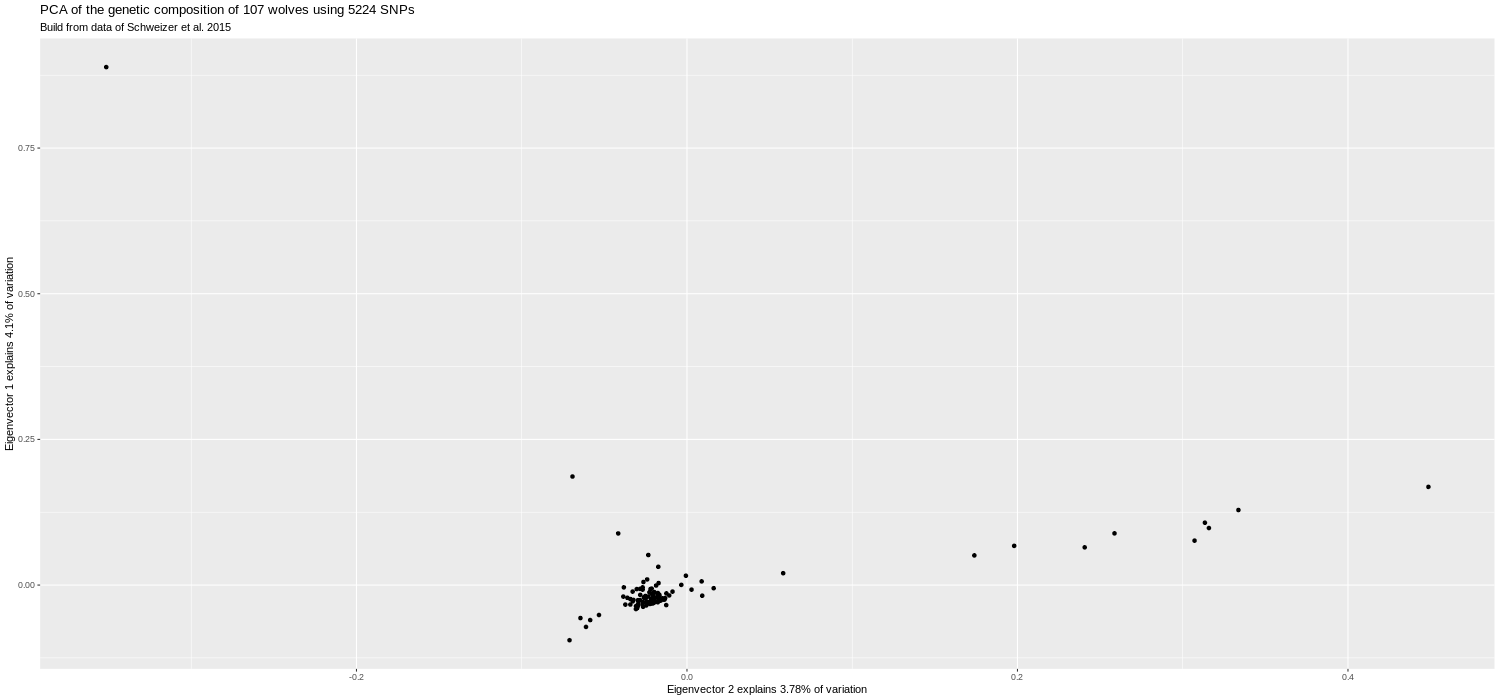 PCA of the genetic composition of 107 wolves using 5224 SNPs
Build from data of Schweizer et al. 2015
Eigenvector 1 explains 4.1% of variation
0.75
0.50
0.25
0.00
-0.2
0.0
0.2
0.4
Eigenvector 2 explains 3.78% of variation